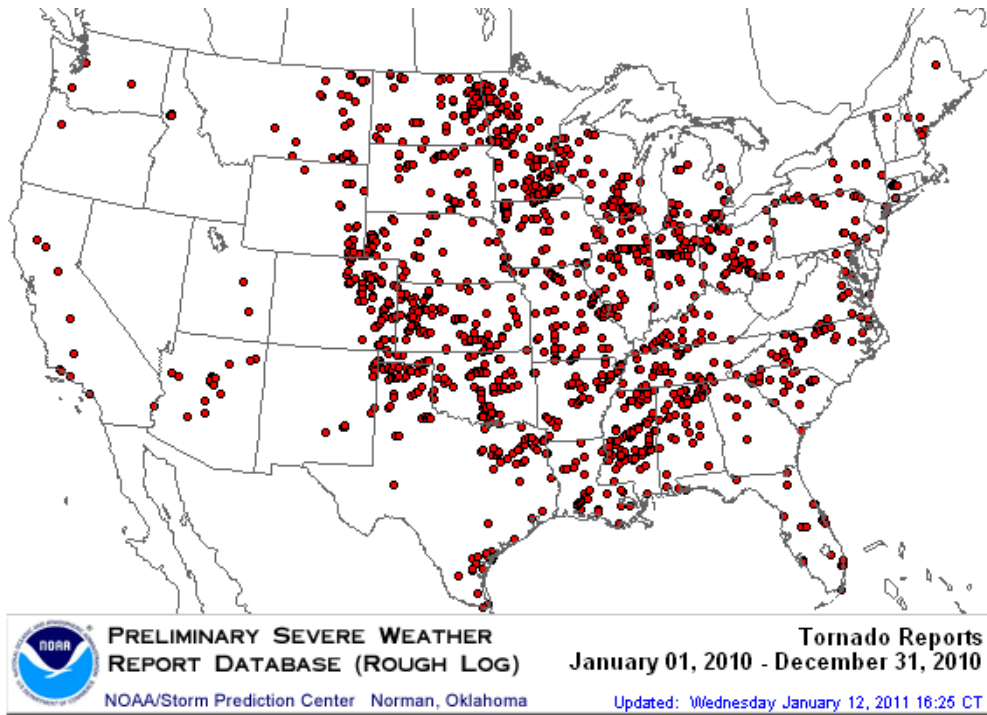 NOAA
PRELIMINARY SEVERE WEATHER
REPORT DATABASE (ROUGH LOG)
NOAA/Storm Prediction Center Norman, Oklahoma
Tornado Reports
January 01, 2010 - December 31, 2010
Updated: Wednesday January 12, 2011 16:25 CT